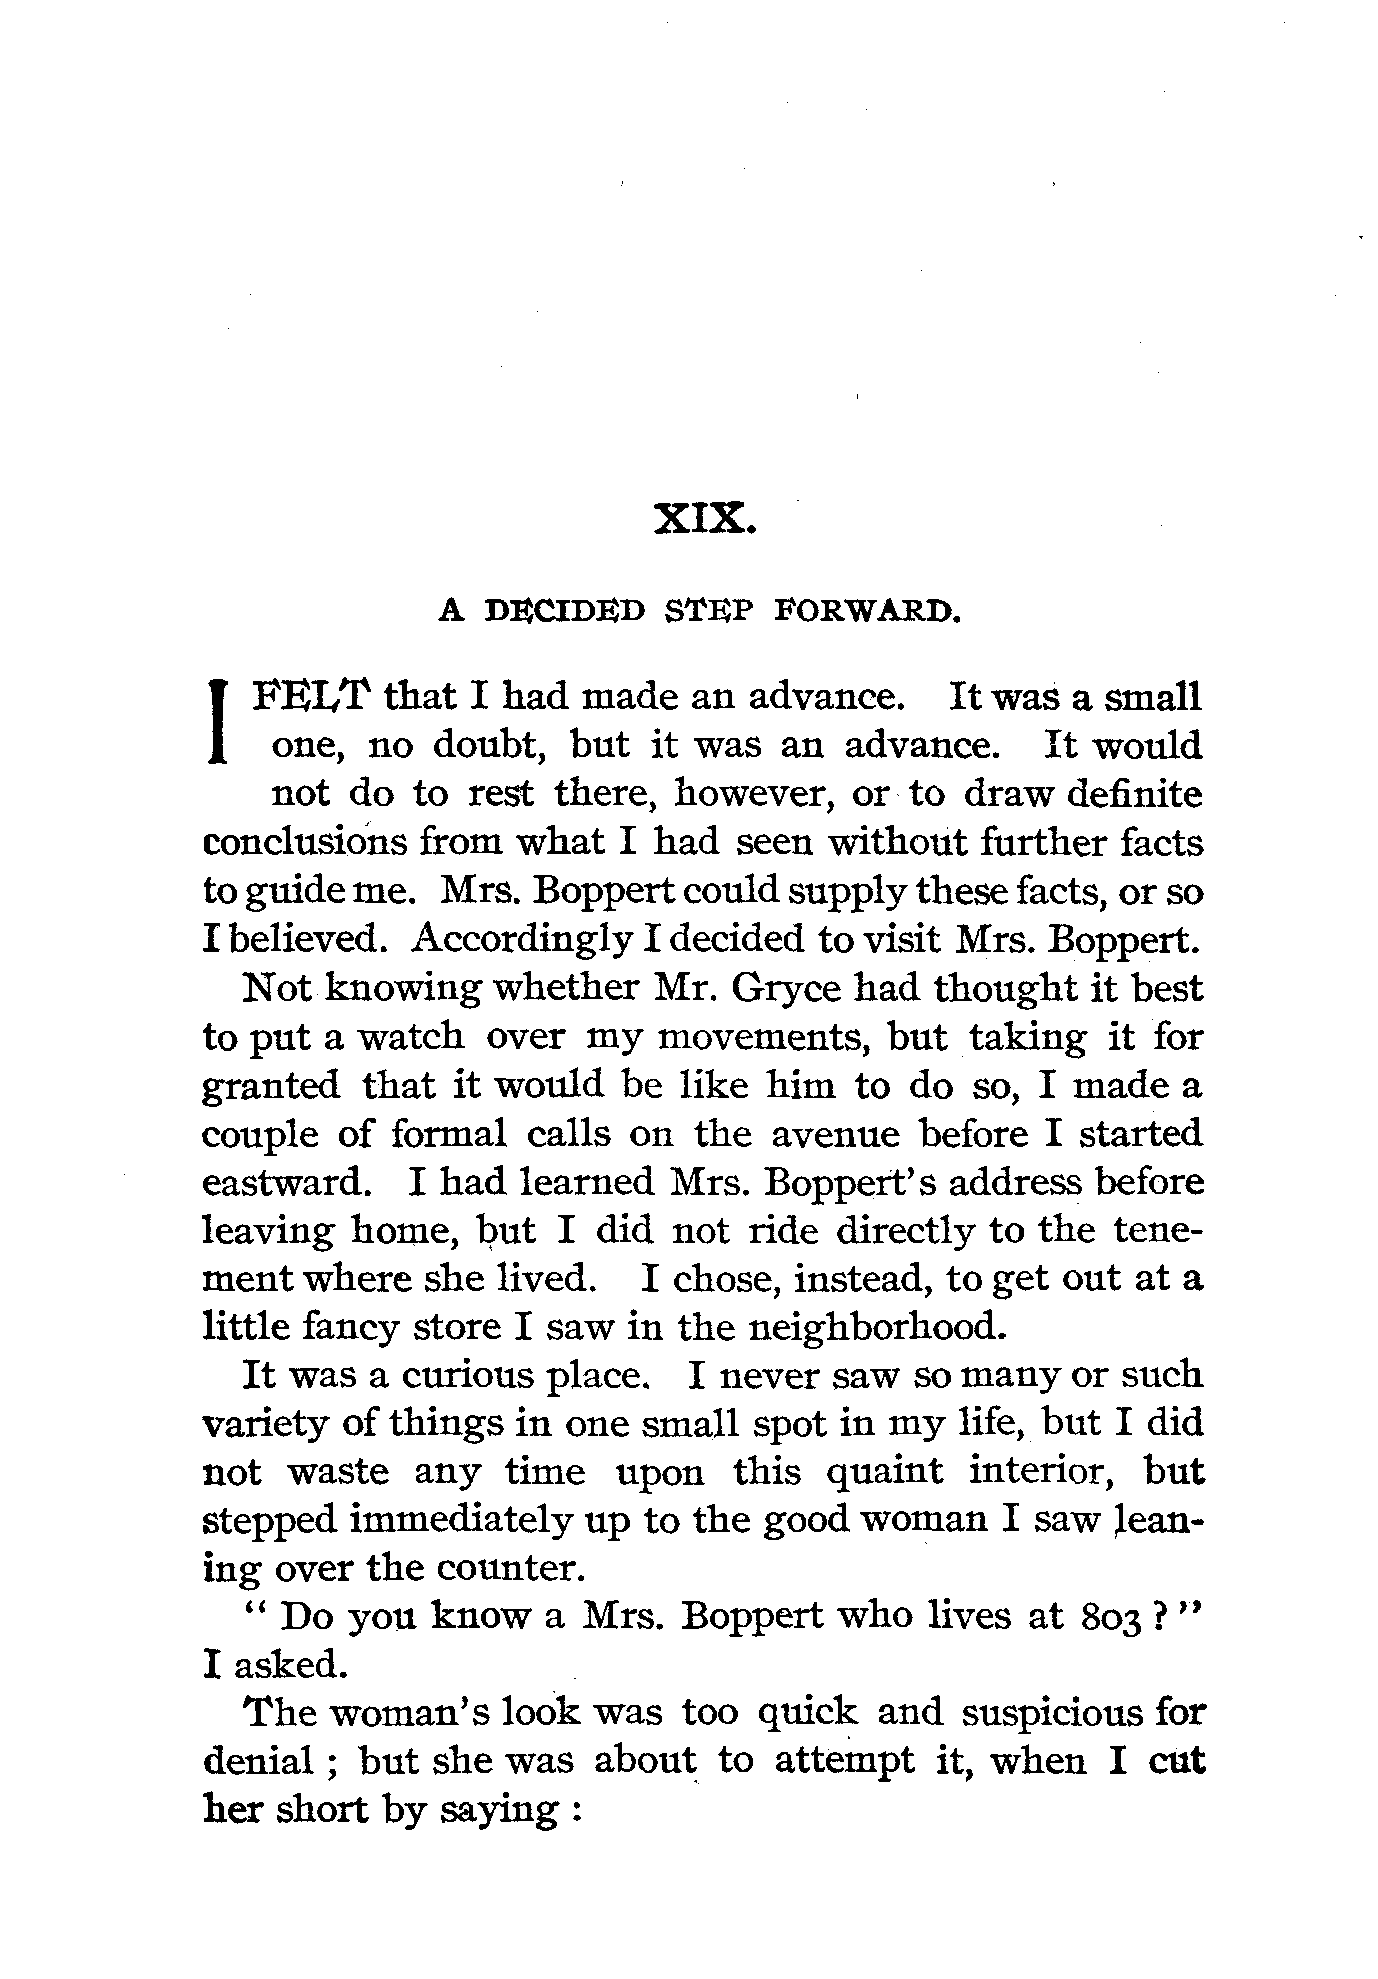 XIX.
A DECIDED STEP FORWARD.
I FELT that I had made an advance. It was a small
one, no doubt, but it was an advance. It would
not do to rest there, however, or to draw definite
conclusions from what I had seen without further facts
to guide me. Mrs. Boppert could supply these facts, or so
I believed. Accordingly I decided to visit Mrs. Boppert.
Not knowing whether Mr. Gryce had thought it best
to put a watch over my movements, but taking it for
granted that it would be like him to do so, I made a
couple of formal calls on the avenue before I started
eastward. I had learned Mrs. Boppert's address before
leaving home, but I did not ride directly to the tene-
ment where she lived. I chose, instead, to get out at a
little fancy store I saw in the neighborhood.
It was a curious place. I never saw so many or such
variety of things in one small spot in my life, but I did
not waste any time upon this quaint interior, but
stepped immediately up to the good woman I saw lean-
ing over the counter.
" Do you know a Mrs. Boppert who lives at 803 ? "
I asked.
The woman's look was too quick and suspicious for
denial ; but she was about to attempt it, when I cut
her short by saying :